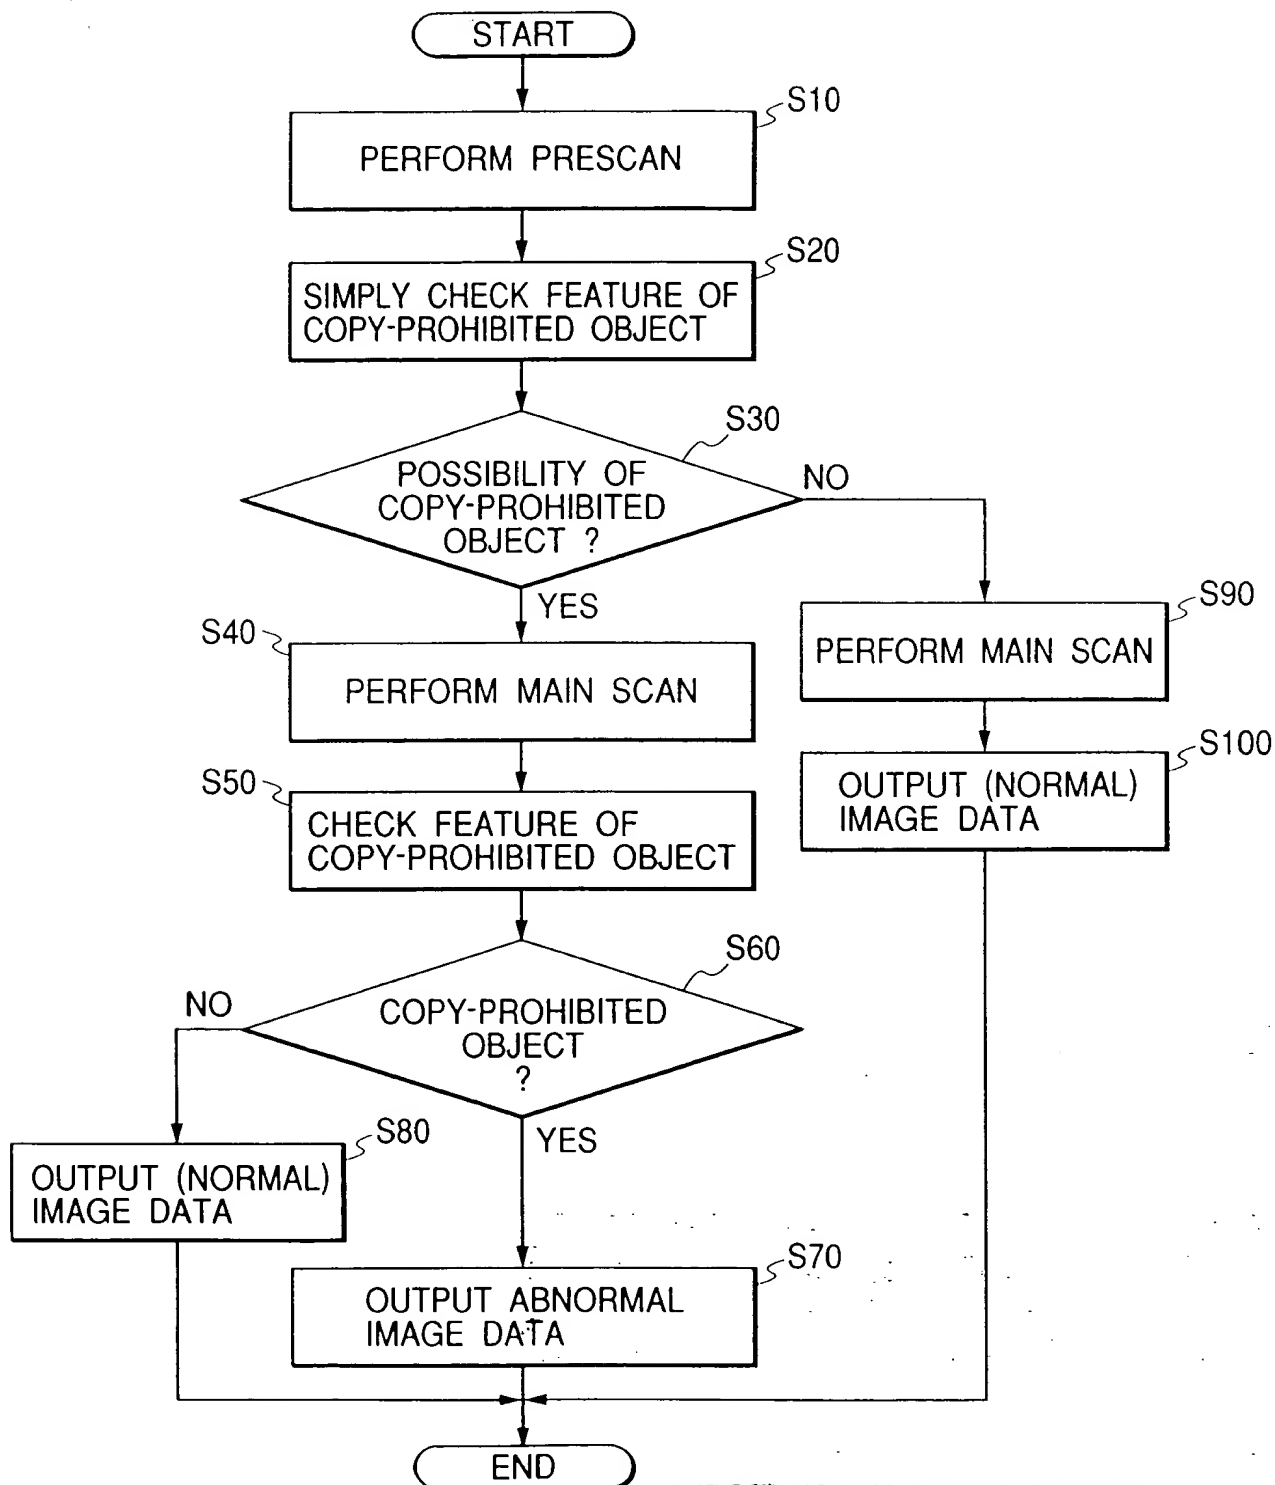 START
S10
PERFORM PRESCAN
S20
SIMPLY CHECK FEATURE OF
COPY-PROHIBITED OBJECT
S30
POSSIBILITY OF
COPY-PROHIBITED
OBJECT ?
NO
YES
S40
PERFORM MAIN SCAN
S90
PERFORM MAIN SCAN
S50
CHECK FEATURE OF
COPY-PROHIBITED OBJECT
S100
OUTPUT (NORMAL)
IMAGE DATA
S60
COPY-PROHIBITED
OBJECT
?
NO
YES
S80
OUTPUT (NORMAL)
IMAGE DATA
S70
OUTPUT ABNORMAL
IMAGE DATA
END